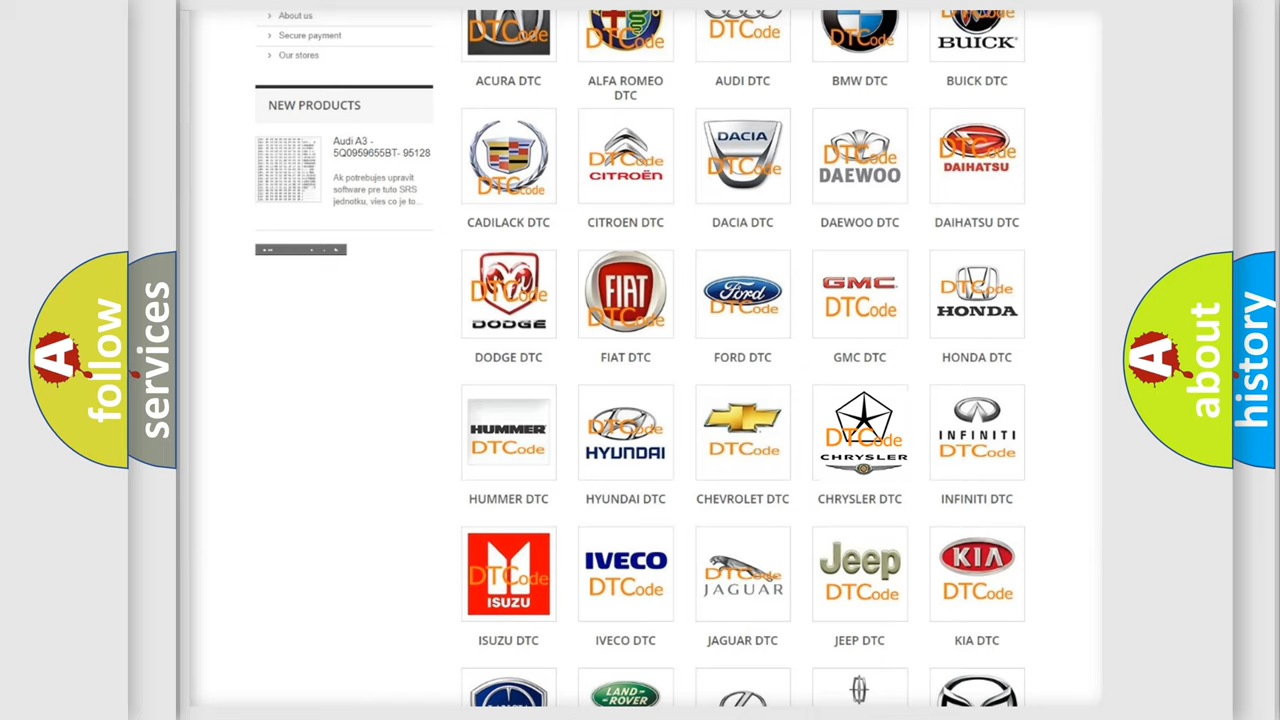 About us
Secure payment
Our stores
NEW PRODUCTS
Audi A3 -
5Q0959655BT- 95128
Ak potrebujes upravit
software pre tuto SRS
jednotku, vies co je to...
DTCode
DTCode
DTCode
DTCode
BUICK
ACURA DTC
ALFA ROMEO
DTC
AUDI DTC
BMW DTC
BUICK DTC
DTCode
DTCode
CITROËN
DACIA
DTCode
DTCode
DAEWOO
DTCode
DAIHATSU
CADILACK DTC
CITROEN DTC
DACIA DTC
DAEWOO DTC
DAIHATSU DTC
DTCode
DODGE
FIAT
DTCode
Ford
DTCode
GMC
DTCode
DTCode
HONDA
DODGE DTC
FIAT DTC
FORD DTC
GMC DTC
HONDA DTC
HUMMER
DTCode
DTCode
HYUNDAI
DTCode
DTCode
CHRYSLER
INFINITI
DTCode
HUMMER DTC
HYUNDAI DTC
CHEVROLET DTC
CHRYSLER DTC
INFINITI DTC
DTCode
ISUZU
IVECO
DTCode
DTCode
JAGUAR
Jeep
DTCode
KIA
DTCode
ISUZU DTC
IVECO DTC
JAGUAR DTC
JEEP DTC
KIA DTC
LAND-
ROVER
A
follow
services
A
about
history